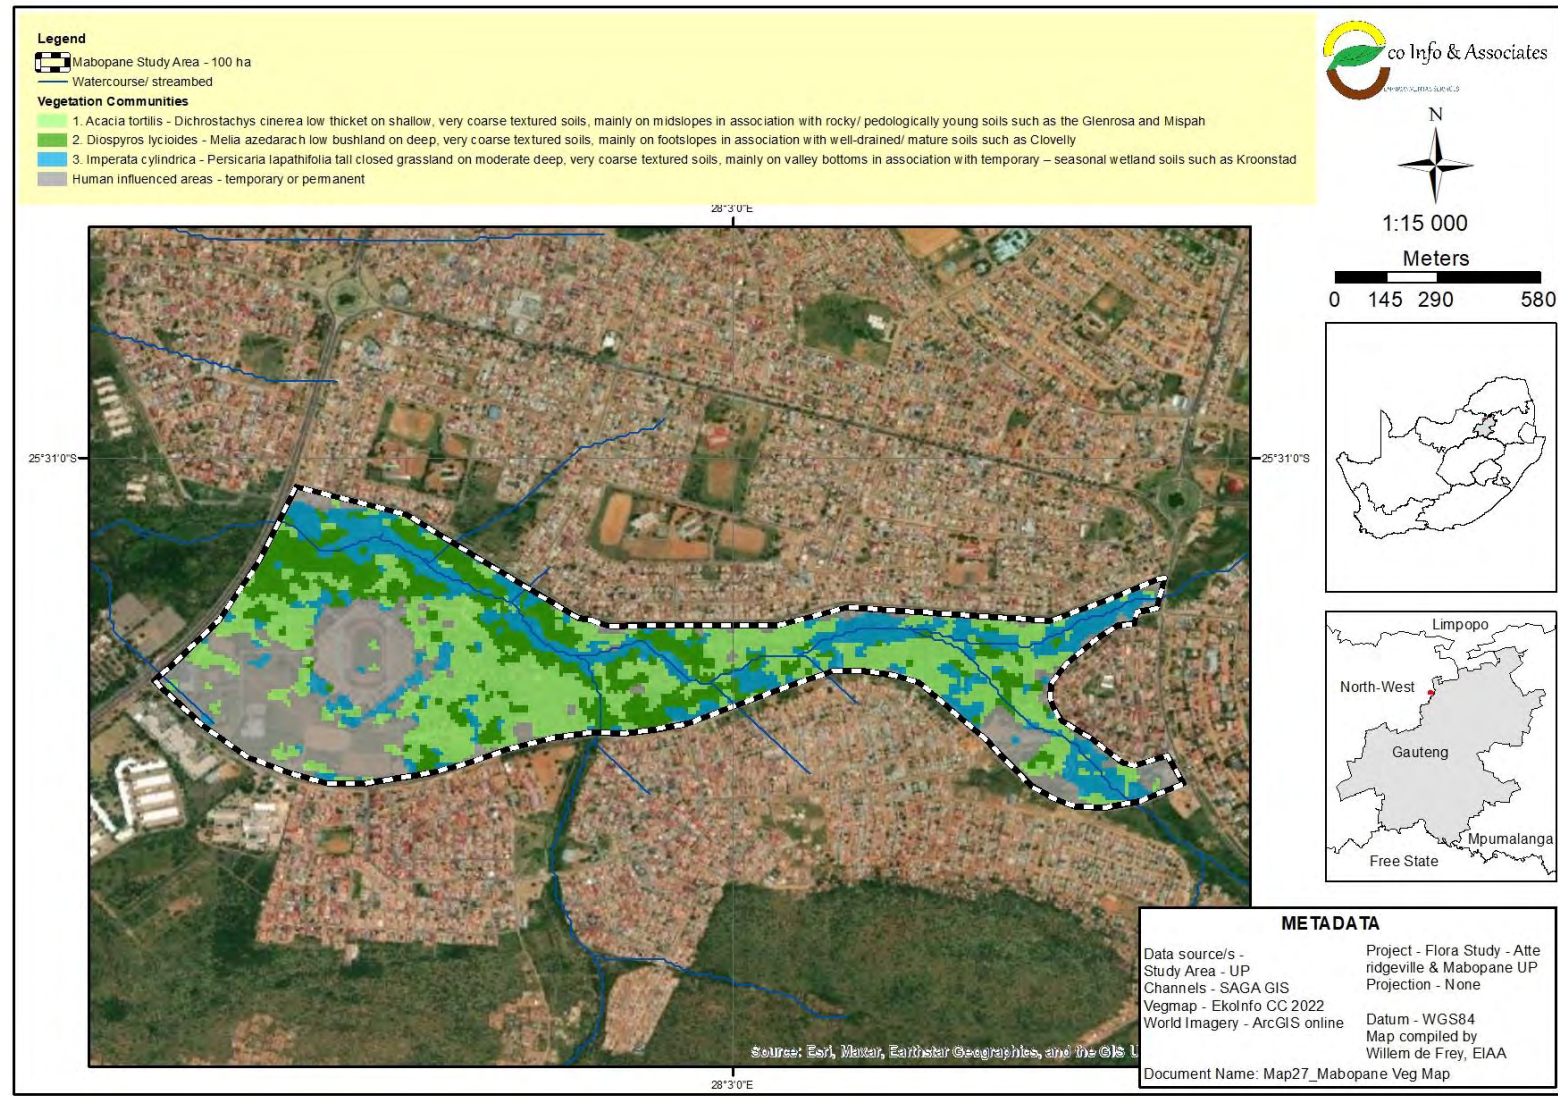 Legend
Mabopane Study Area - 100 ha
Watercourse/ streambed
Vegetation Communities
1. Acacia tortilis - Dichrostachys cinerea low thicket on shallow, very coarse textured soils, mainly on midslopes in association with rocky/ pedologically young soils such as the Glenrosa and Mispah
2. Diospyros lycioides - Melia azedarach low bushland on deep, very coarse textured soils, mainly on footslopes in association with well-drained/ mature soils such as Clovelly
3. Imperata cylindrica - Persicaria lapathifolia tall closed grassland on moderate deep, very coarse textured soils, mainly on valley bottoms in association with temporary – seasonal wetland soils such as Kroonstad
Human influenced areas - temporary or permanent
co Info & Associates
N
1:15 000
Meters
0 145 290 580
28°3'0"E
25°31'0"S
25°31'0"S
28°3'0"E
Limpopo
North-West
Gauteng
Mpumalanga
Free State
Source: Esri, Maxar, Earthstar Geographics, and the GIS U
METADATA
Data source/s -
Study Area - UP
Channels - SAGA GIS
Vegmap - EkoInfo CC 2022
World Imagery - ArcGIS online
Project - Flora Study - Atte
ridgeville & Mabopane UP
Projection - None
Datum - WGS84
Map compiled by
Willem de Frey, EIAA
Document Name: Map27_Mabopane Veg Map